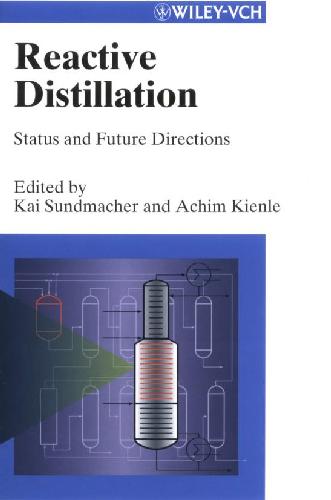 WILEY-VCH
Reactive
Distillation
Status and Future Directions
Edited by
Kai Sundmacher and Achim Kienle